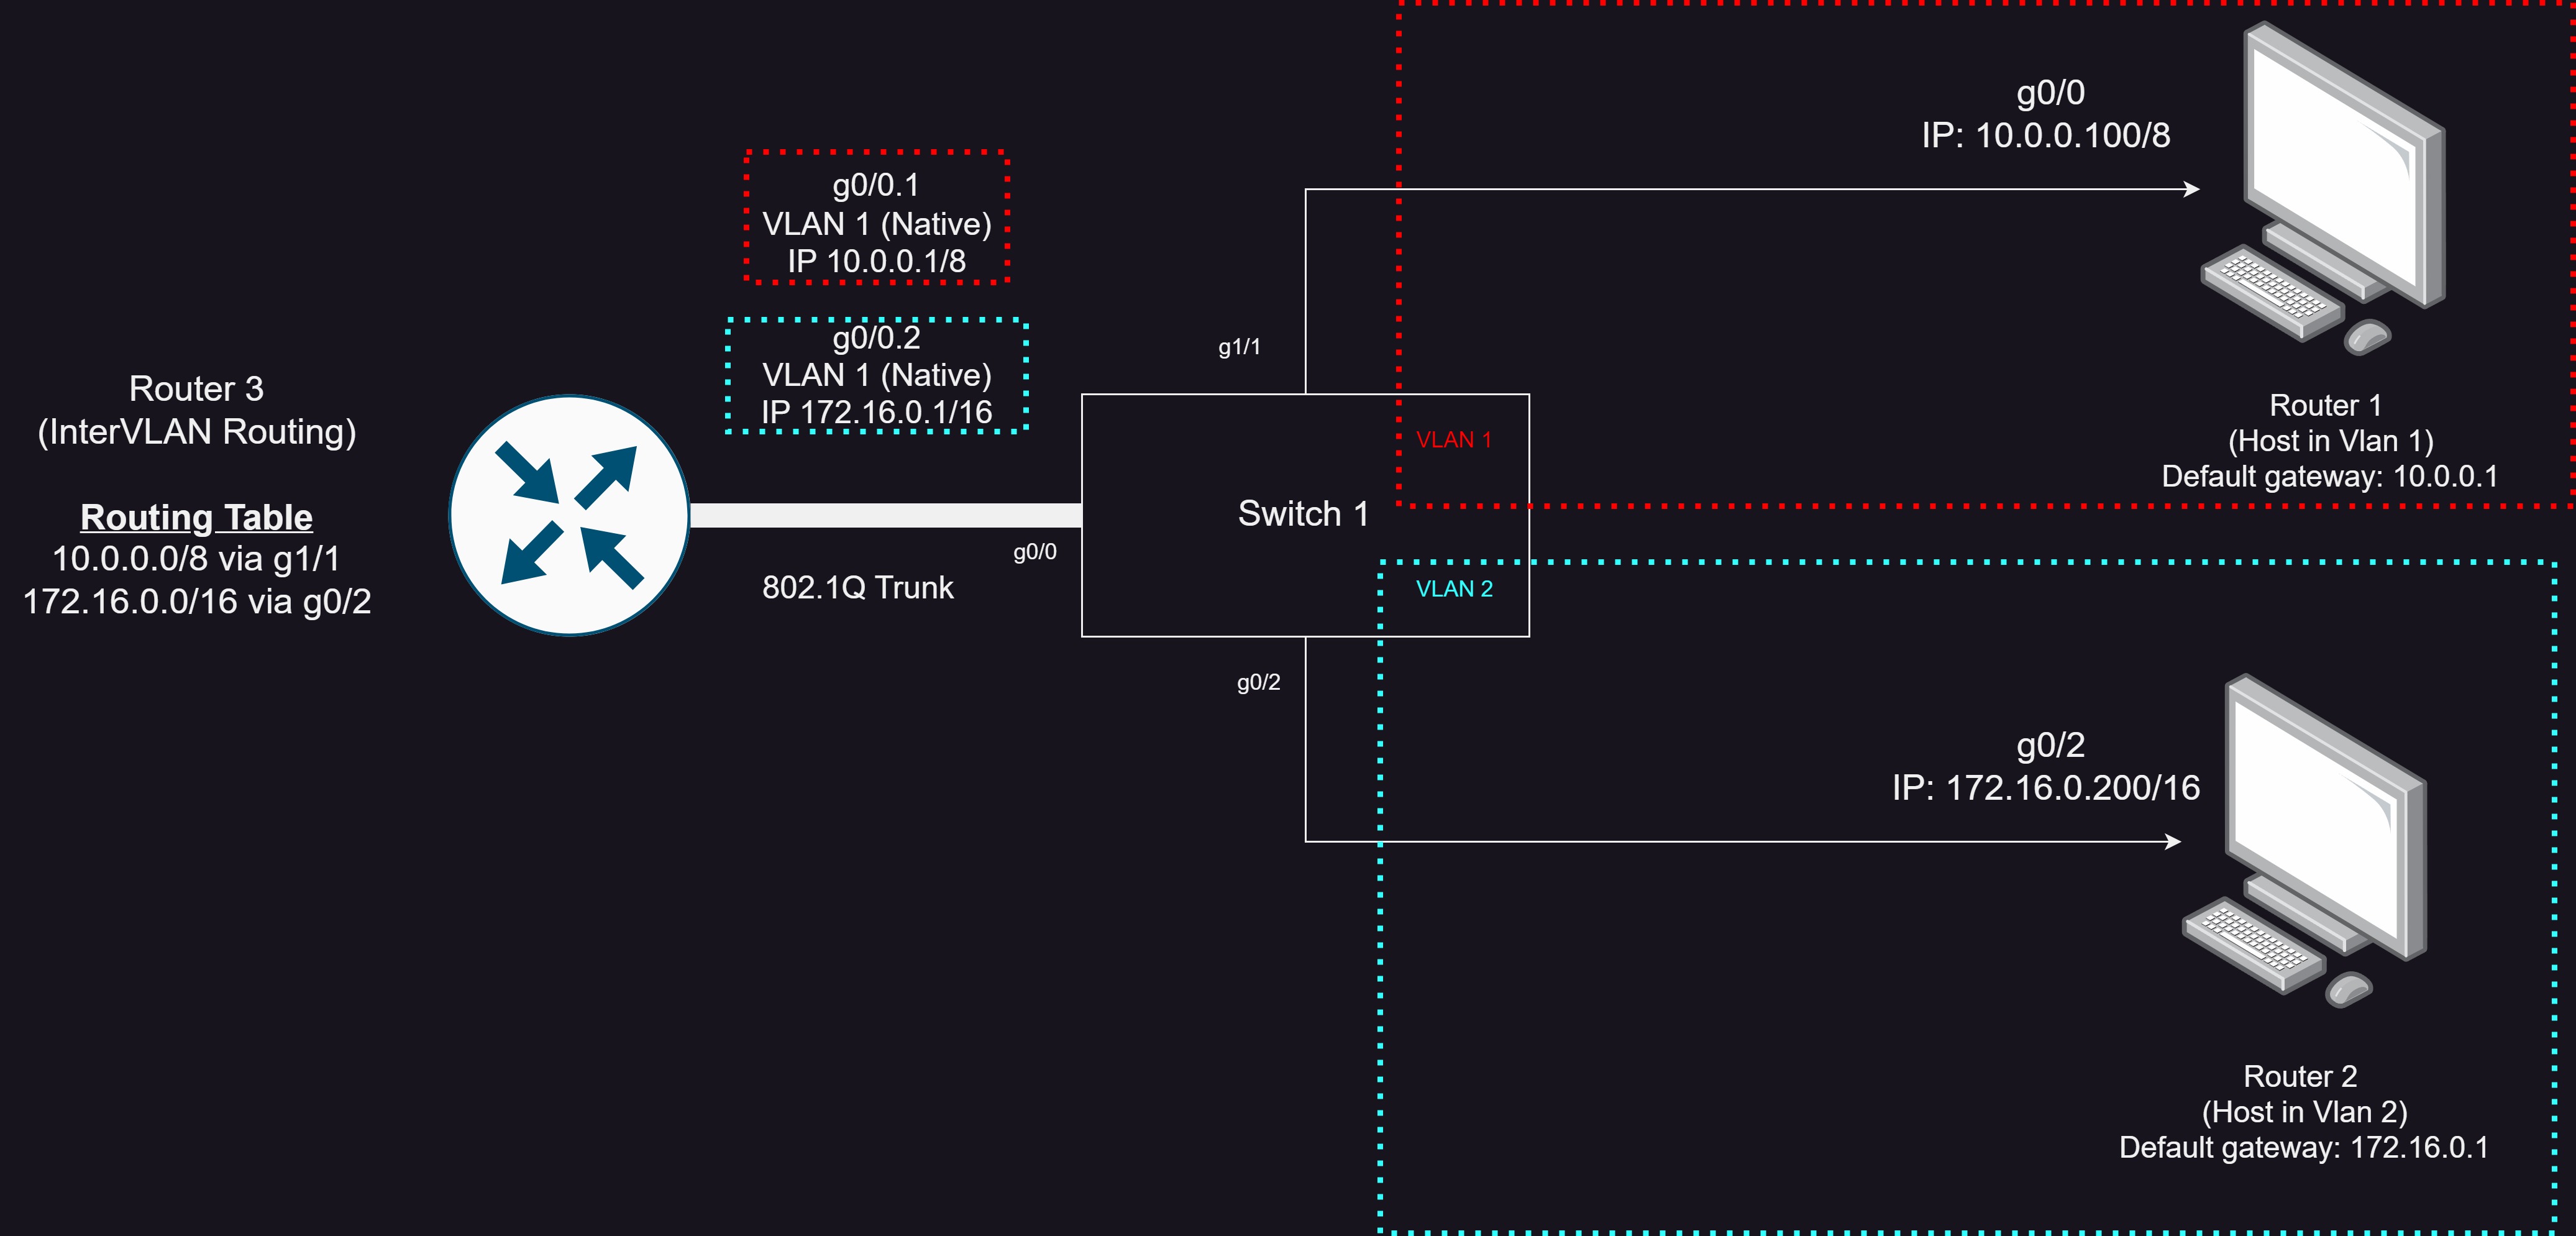 Router 3
(InterVLAN Routing)
Routing Table
10.0.0.0/8 via g1/1
172.16.0.0/16 via g0/2
g0/0.1
VLAN 1 (Native)
IP 10.0.0.1/8
g0/0.2
VLAN 1 (Native)
IP 172.16.0.1/16
802.1Q Trunk
g0/0
g1/1
Switch 1
VLAN 1
VLAN 2
g0/2
g0/0
IP: 10.0.0.100/8
Router 1
(Host in Vlan 1)
Default gateway: 10.0.0.1
g0/2
IP: 172.16.0.200/16
Router 2
(Host in Vlan 2)
Default gateway: 172.16.0.1